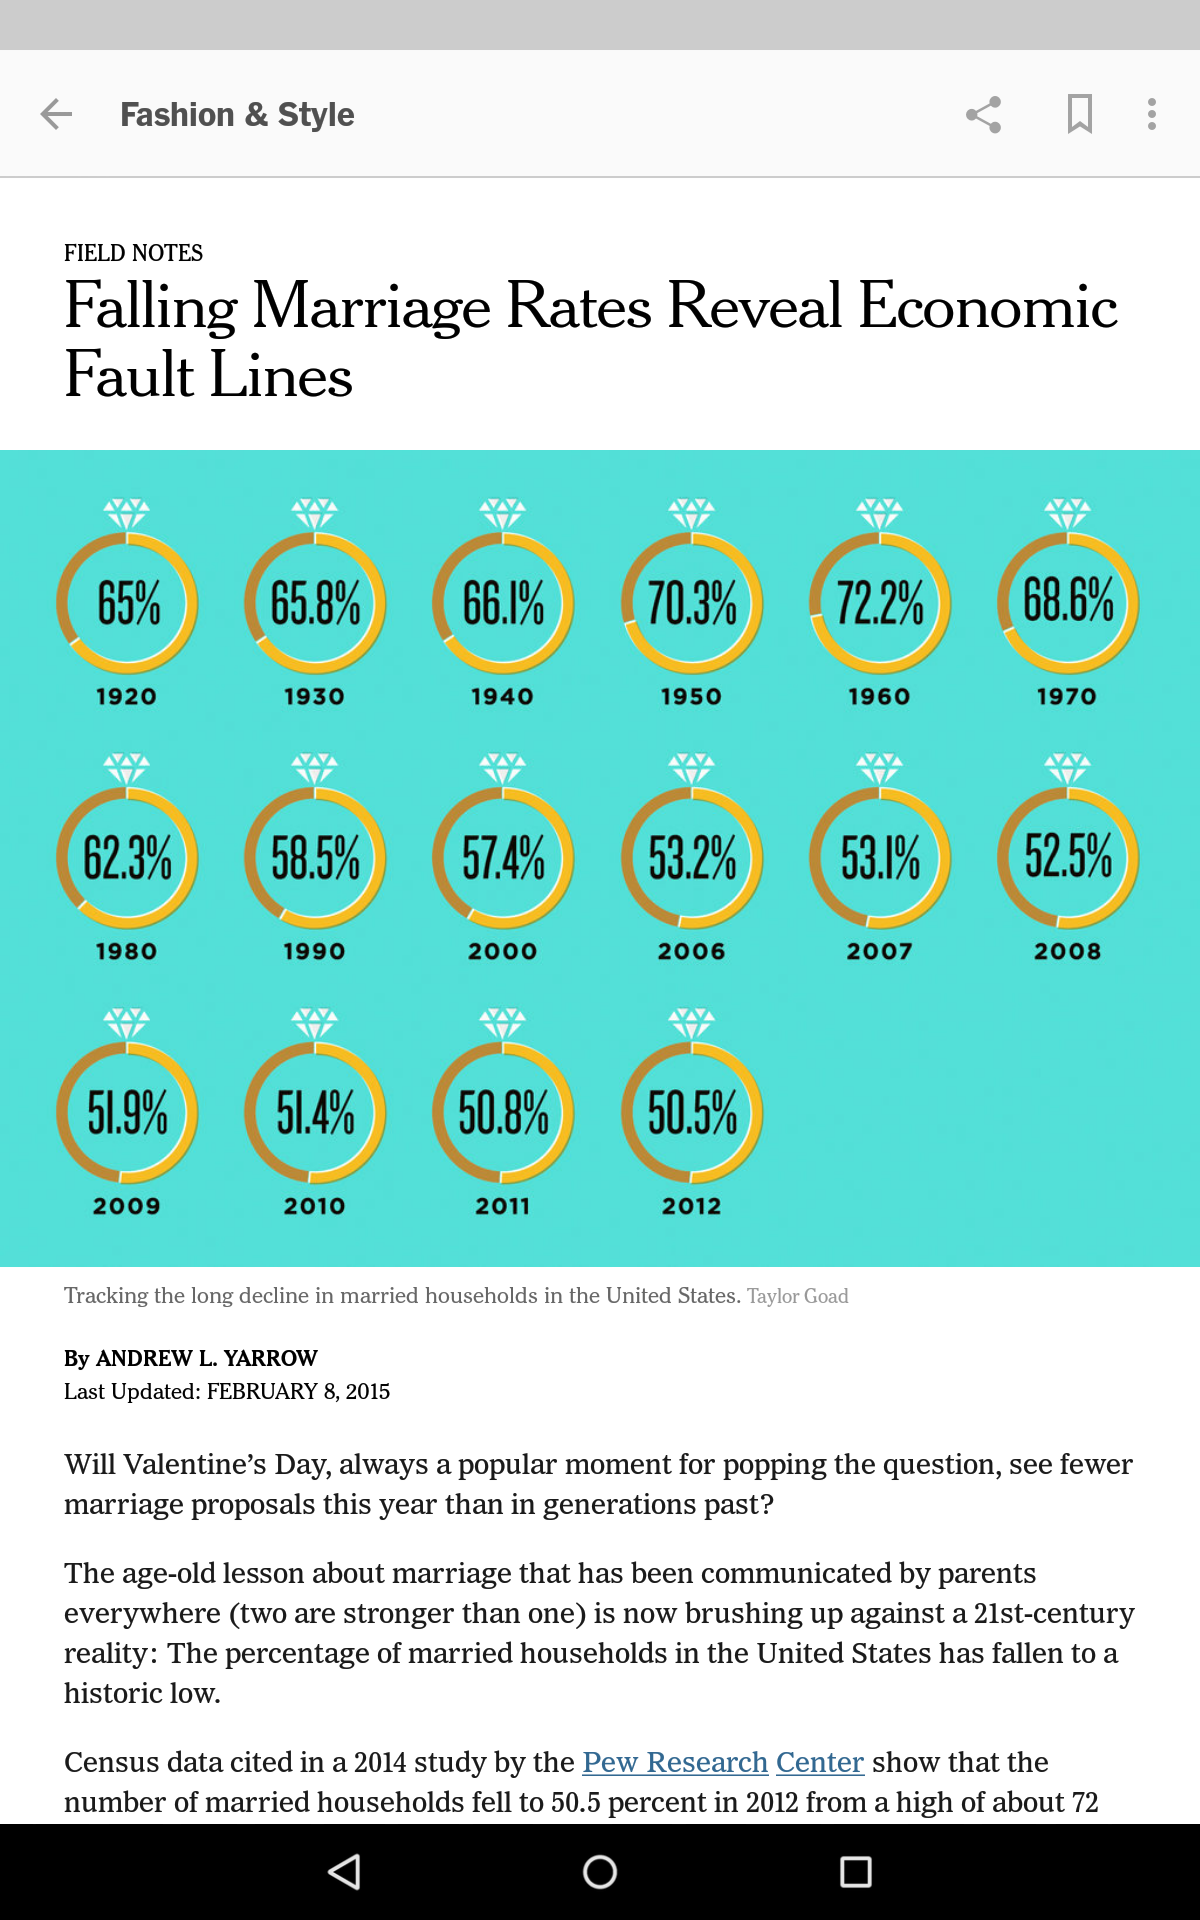 Fashion & Style
FIELD NOTES
Falling Marriage Rates Reveal Economic
Fault Lines
65% 65.8% 66.1% 70.3% 72.2% 68.6%
1920 1930 1940 1950 1960 1970
62.3% 58.5% 57.4% 53.2% 53.1% 52.5%
1980 1990 2000 2006 2007 2008
51.9% 51.4% 50.8% 50.5%
2009 2010 2011 2012
Tracking the long decline in married households in the United States. Taylor Goad
By ANDREW L. YARROW
Last Updated: FEBRUARY 8, 2015
Will Valentine’s Day, always a popular moment for popping the question, see fewer
marriage proposals this year than in generations past?
The age-old lesson about marriage that has been communicated by parents
everywhere (two are stronger than one) is now brushing up against a 21st-century
reality: The percentage of married households in the United States has fallen to a
historic low.
Census data cited in a 2014 study by the Pew Research Center show that the
number of married households fell to 50.5 percent in 2012 from a high of about 72